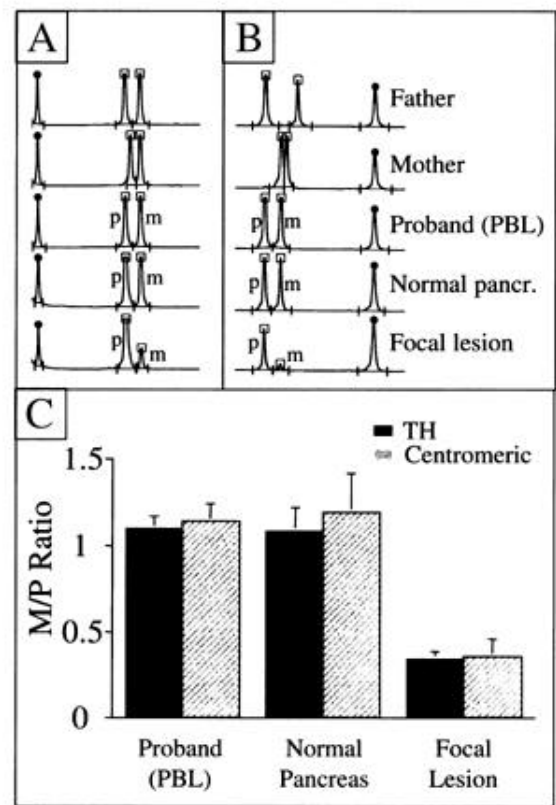 A
B
Father
Mother
p m p m Proband (PBL)
p m p m Normal pancr.
p m p m Focal lesion
C
TH
Centromeric
M/P Ratio
1.5
1
0.5
0
Proband (PBL)
Normal Pancreas
Focal Lesion